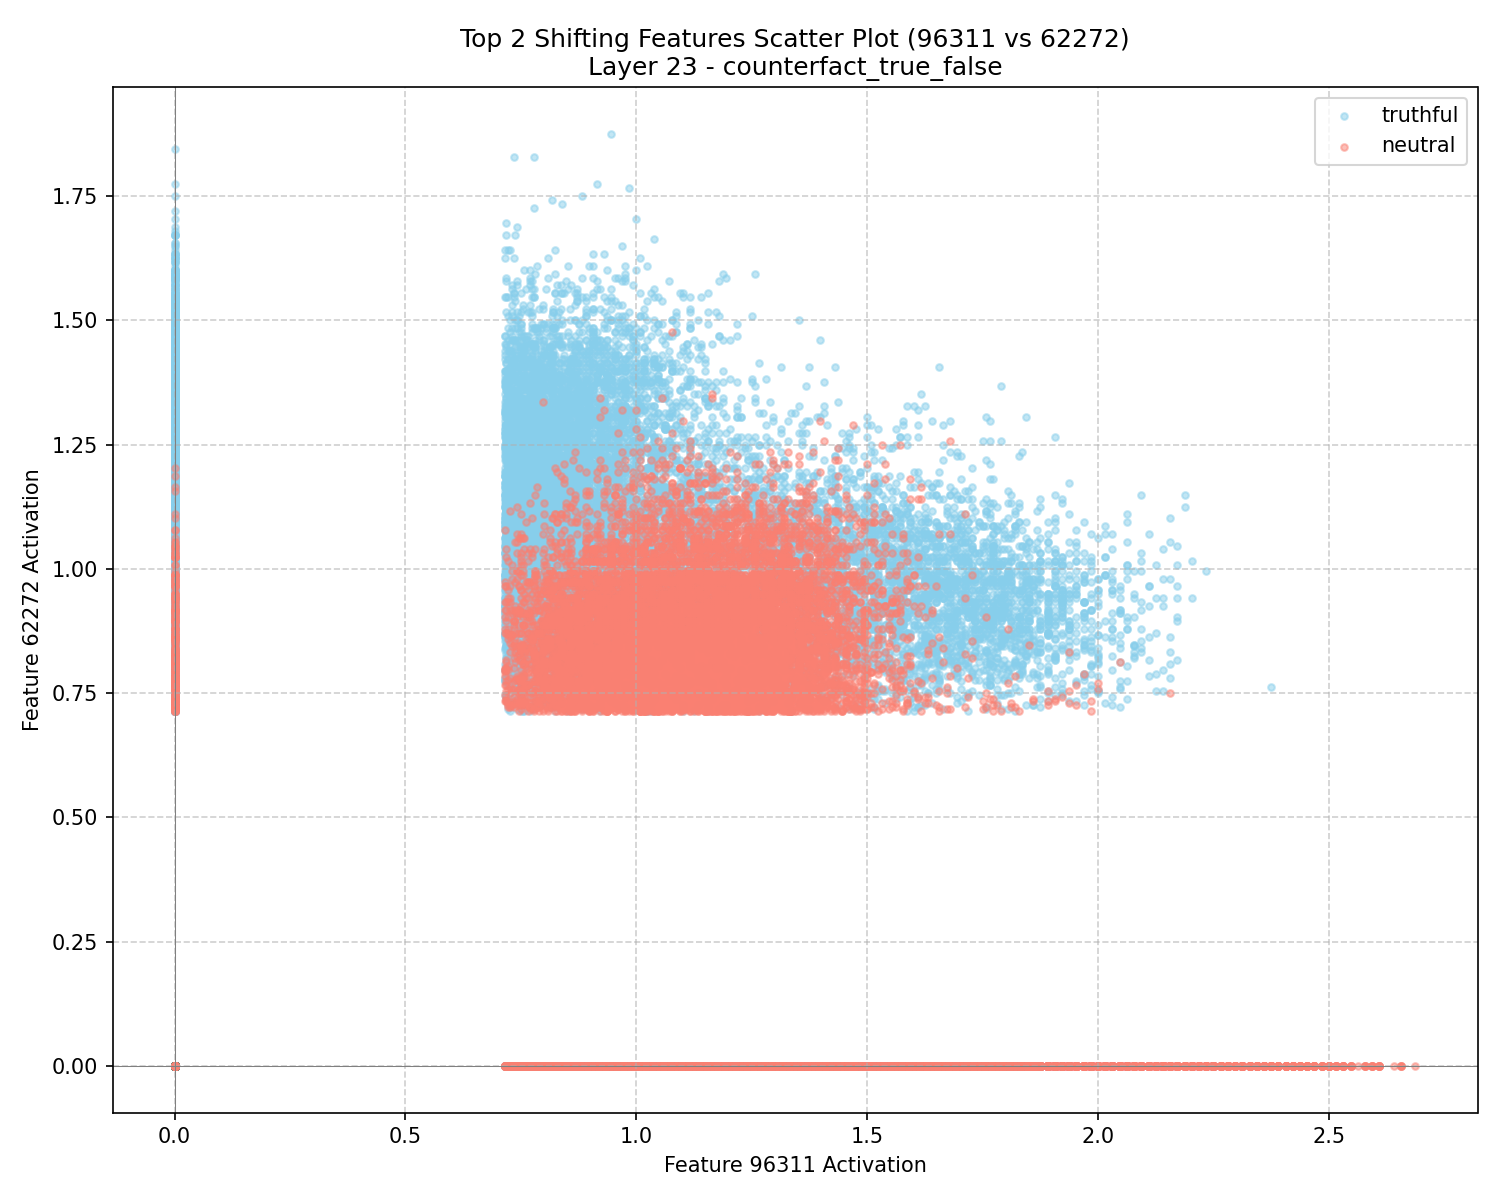 Top 2 Shifting Features Scatter Plot (96311 vs 62272)
Layer 23 - counterfact_true_false
truthful
neutral
Feature 62272 Activation
1.75
1.50
1.25
1.00
0.75
0.50
0.25
0.00
0.0 0.5 1.0 1.5 2.0 2.5
Feature 96311 Activation